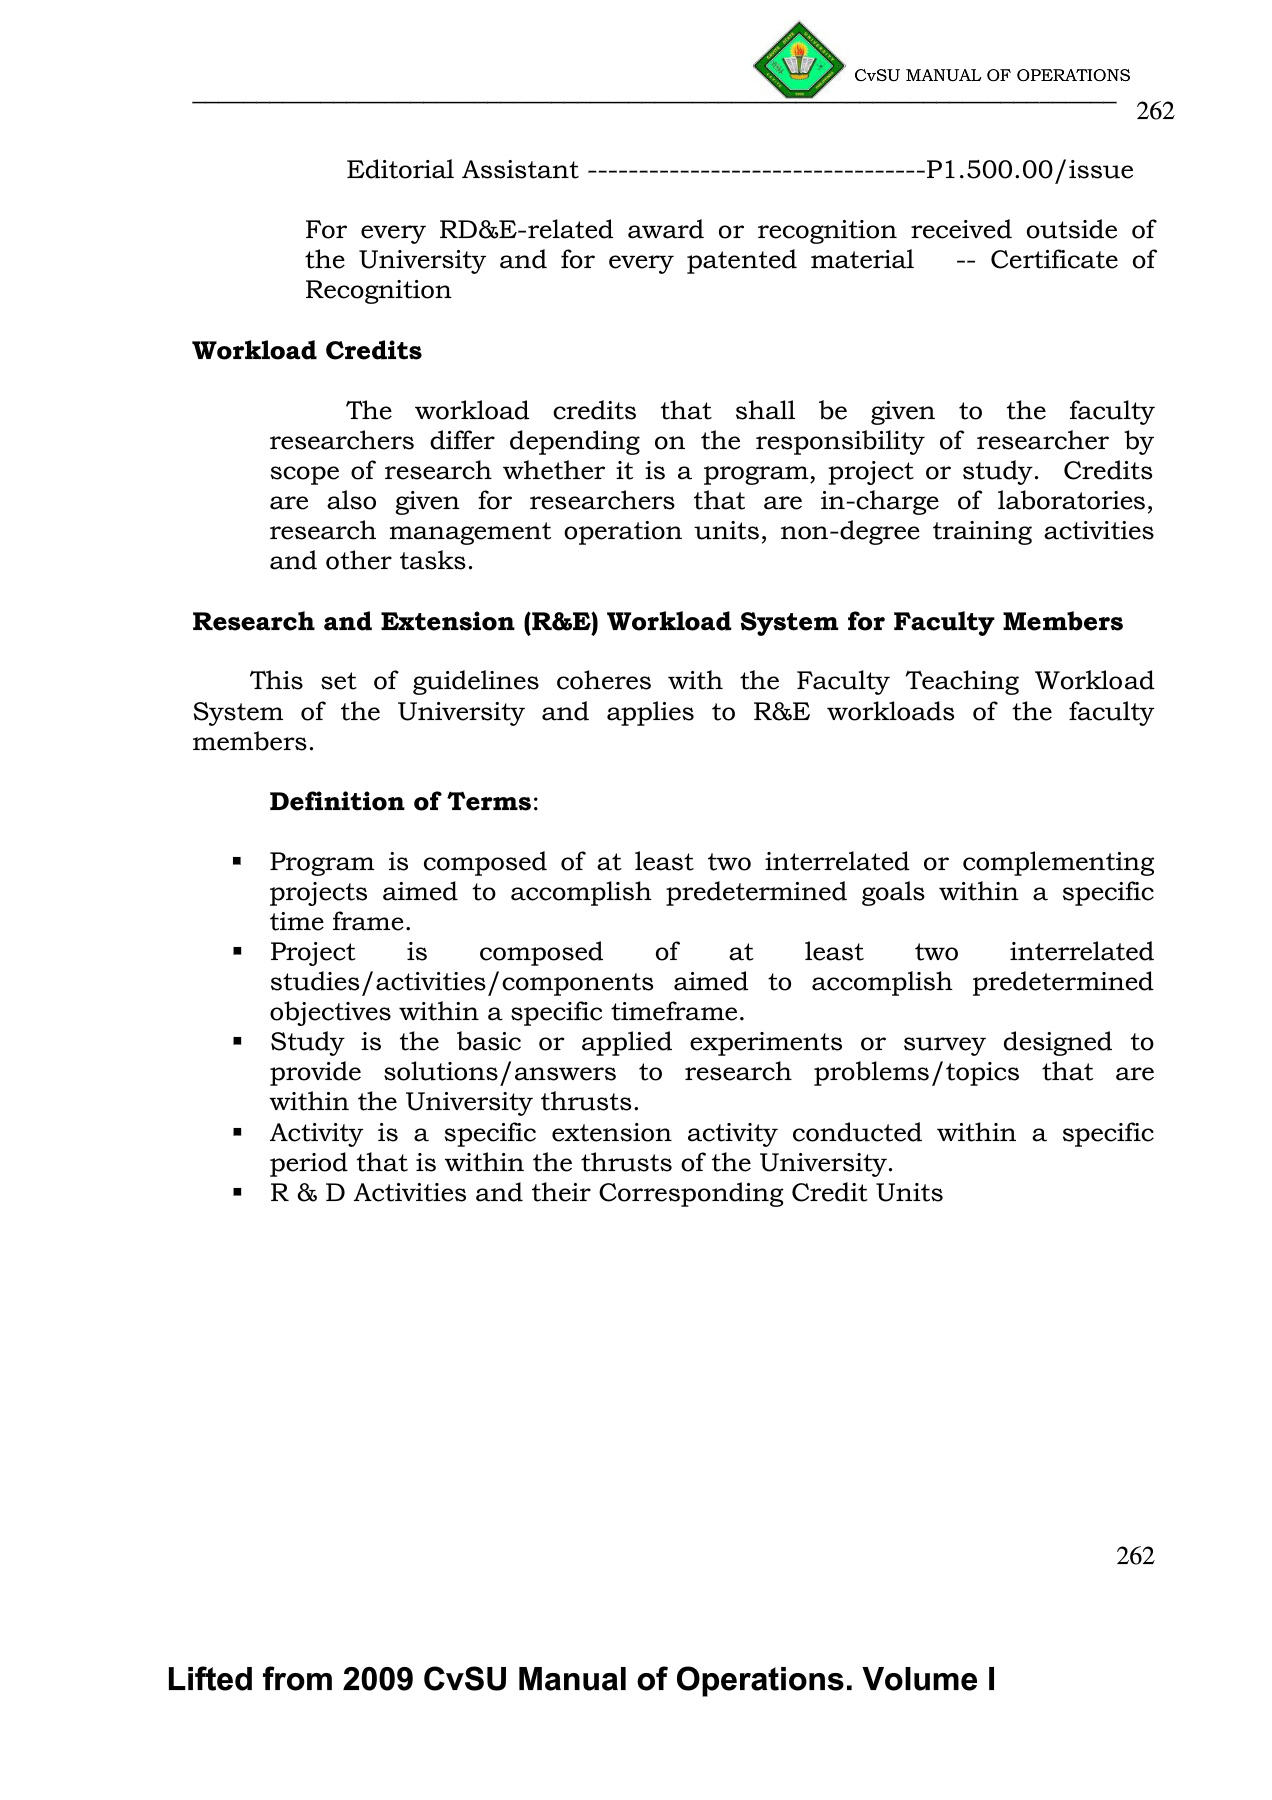 CvSU MANUAL OF OPERATIONS
262
Editorial Assistant ---------------------------------P1.500.00/issue
For every RD&E-related award or recognition received outside of
the University and for every patented material -- Certificate of
Recognition
Workload Credits
The workload credits that shall be given to the faculty
researchers differ depending on the responsibility of researcher by
scope of research whether it is a program, project or study. Credits
are also given for researchers that are in-charge of laboratories,
research management operation units, non-degree training activities
and other tasks.
Research and Extension (R&E) Workload System for Faculty Members
This set of guidelines coheres with the Faculty Teaching Workload
System of the University and applies to R&E workloads of the faculty
members.
Definition of Terms:
▪ Program is composed of at least two interrelated or complementing
projects aimed to accomplish predetermined goals within a specific
time frame.
▪ Project is composed of at least two interrelated
studies/activities/components aimed to accomplish predetermined
objectives within a specific timeframe.
▪ Study is the basic or applied experiments or survey designed to
provide solutions/answers to research problems/topics that are
within the University thrusts.
▪ Activity is a specific extension activity conducted within a specific
period that is within the thrusts of the University.
▪ R & D Activities and their Corresponding Credit Units
262
Lifted from 2009 CvSU Manual of Operations. Volume I